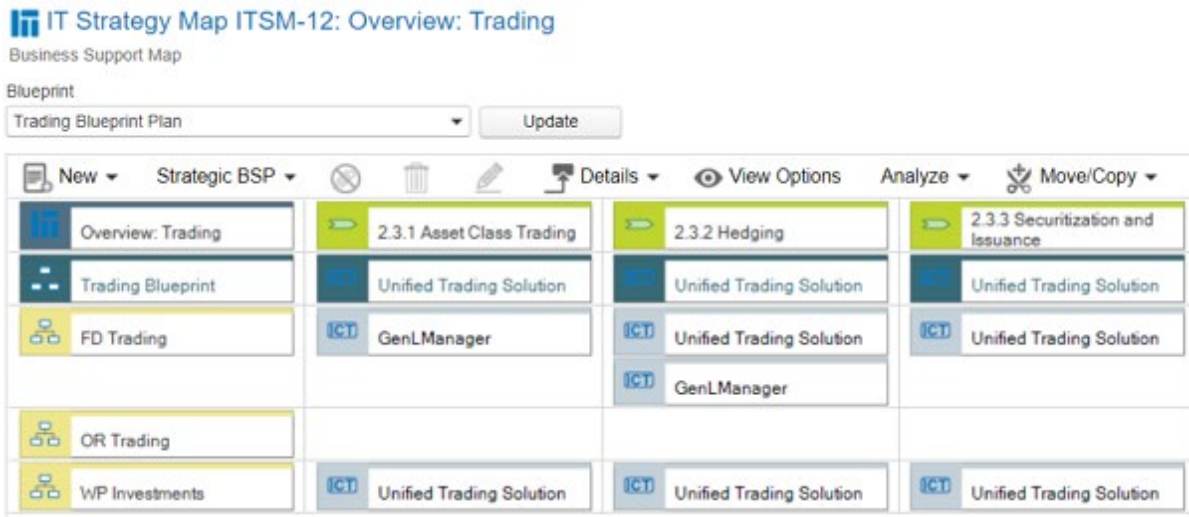 IT Strategy Map ITSM-12: Overview: Trading
Business Support Map
Blueprint
Trading Blueprint Plan
Update
New
Strategic BSP
Details
View Options
Analyze
Move/Copy
Overview: Trading
2.3.1 Asset Class Trading
2.3.2 Hedging
2.3.3 Securitization and
Issuance
Trading Blueprint
ICT
Unified Trading Solution
ICT
Unified Trading Solution
ICT
Unified Trading Solution
FD Trading
ICT
GenLManager
ICT
Unified Trading Solution
ICT
Unified Trading Solution
ICT
GenLManager
OR Trading
WP Investments
ICT
Unified Trading Solution
ICT
Unified Trading Solution
ICT
Unified Trading Solution